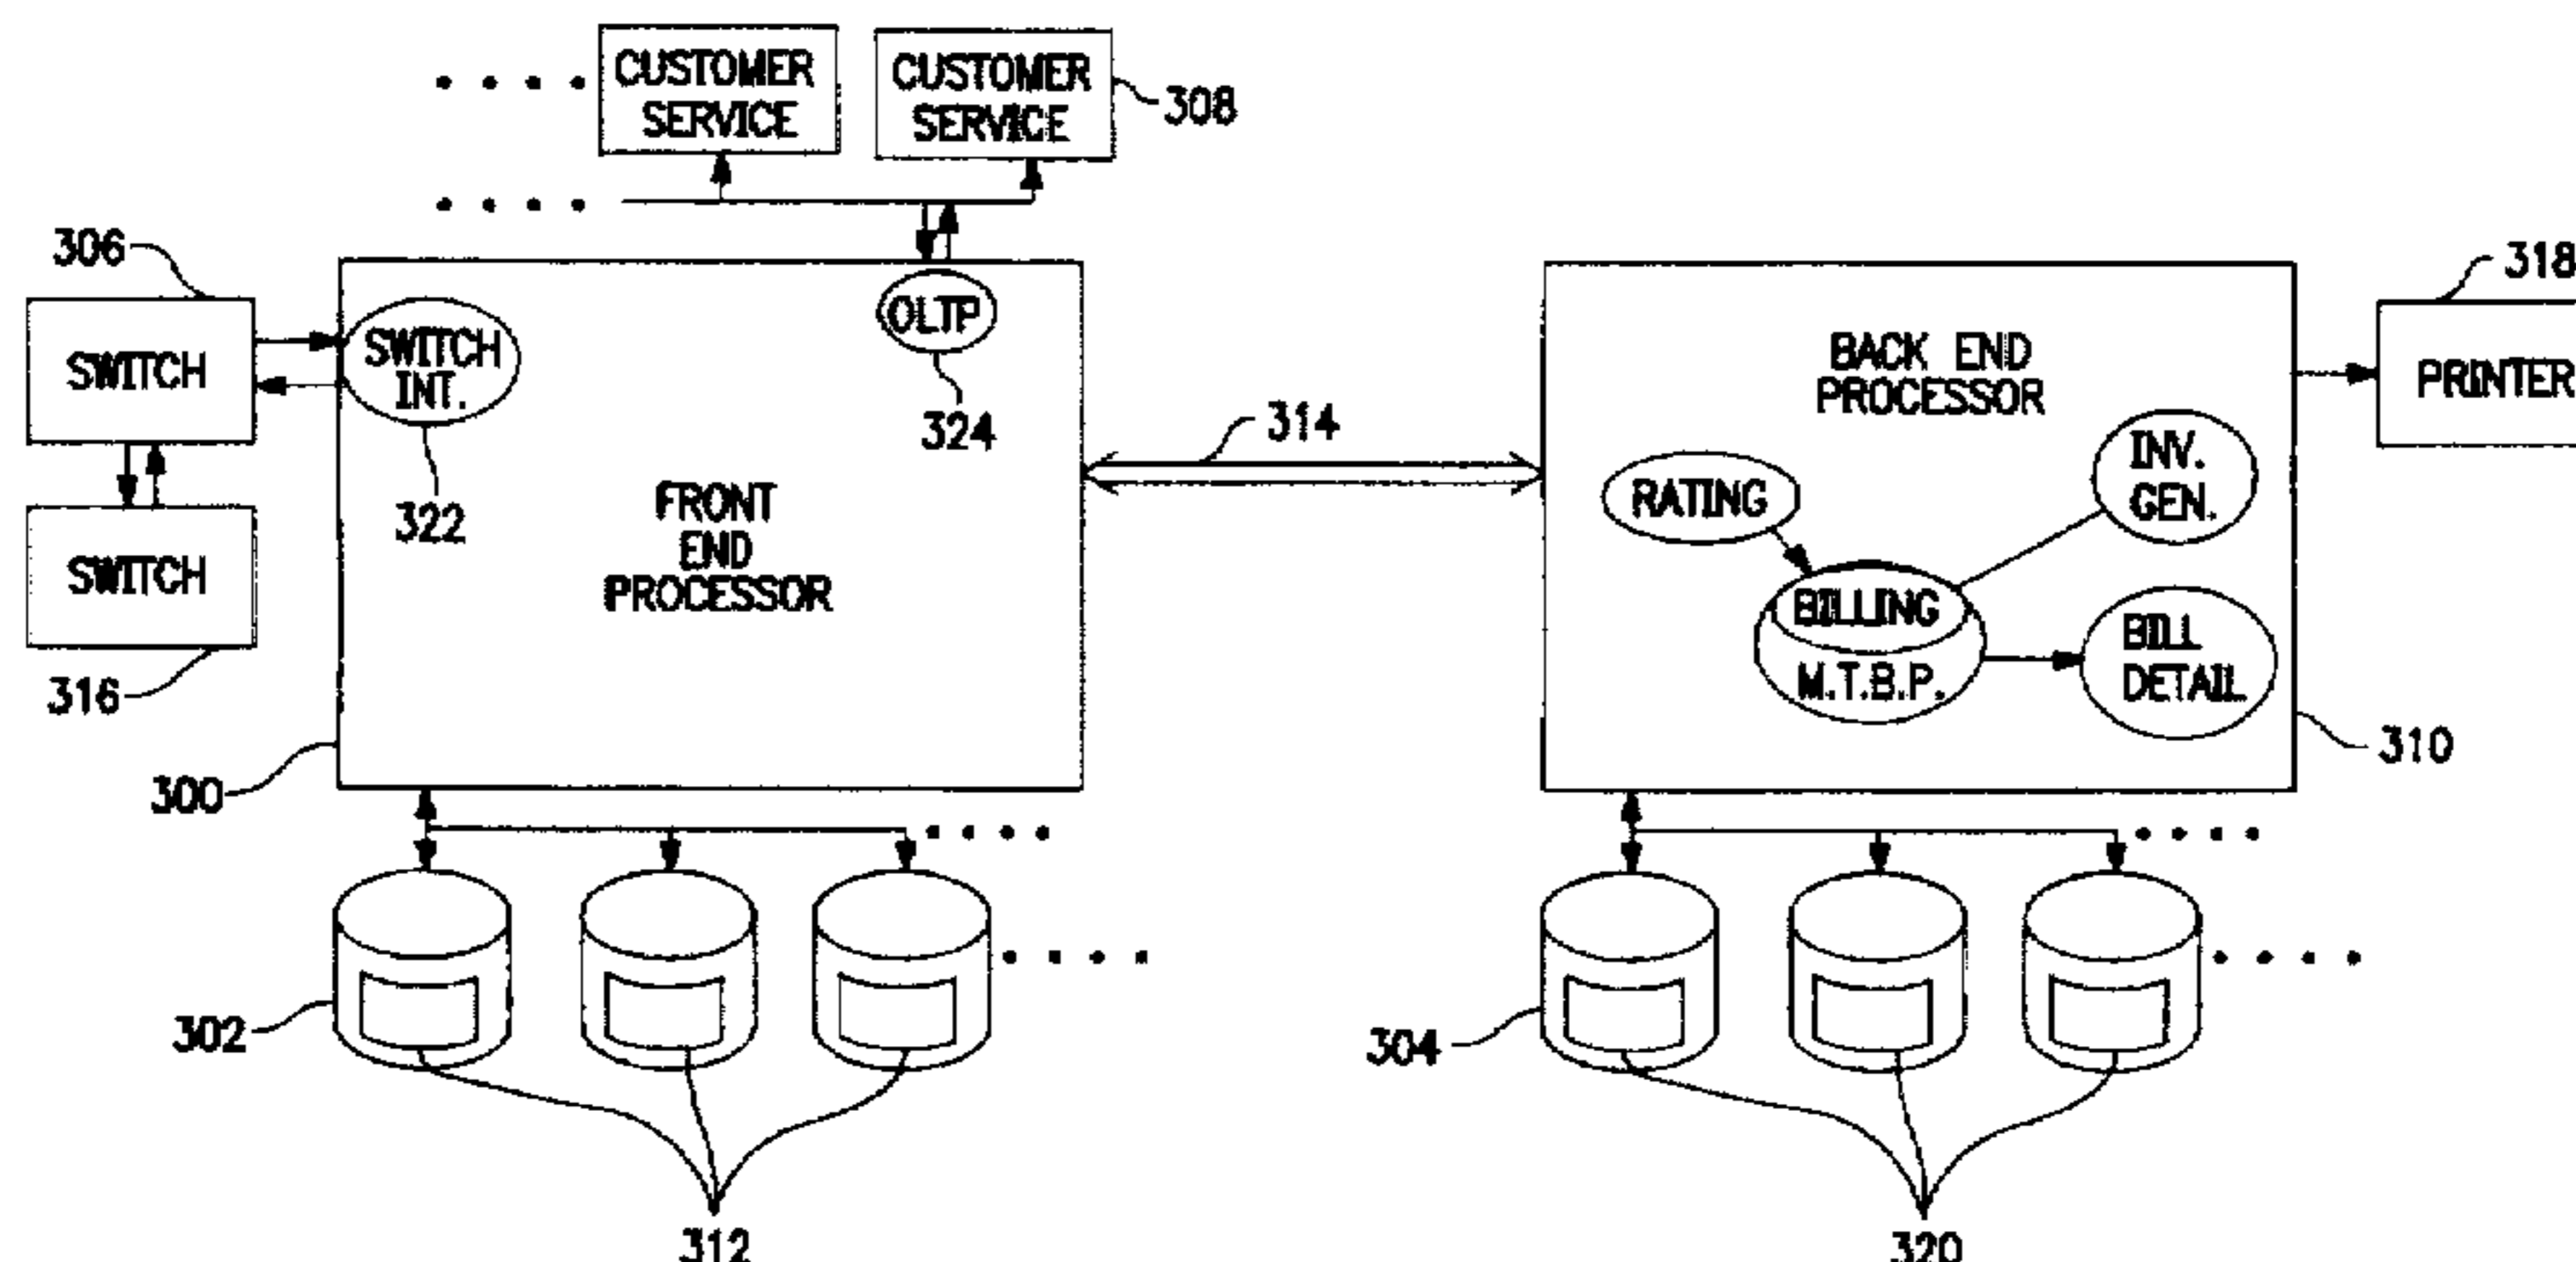 CUSTOMER
SERVICE
CUSTOMER
SERVICE
308
306
318
SWITCH
SWITCH
INT.
OLTP
324
322
BACK END
PROCESSOR
PRINTER
314
INV.
GEN.
RATING
FRONT
END
PROCESSOR
SWITCH
316
BILLING
M.T.B.P.
BILL
DETAIL
310
300
302
304
312
320